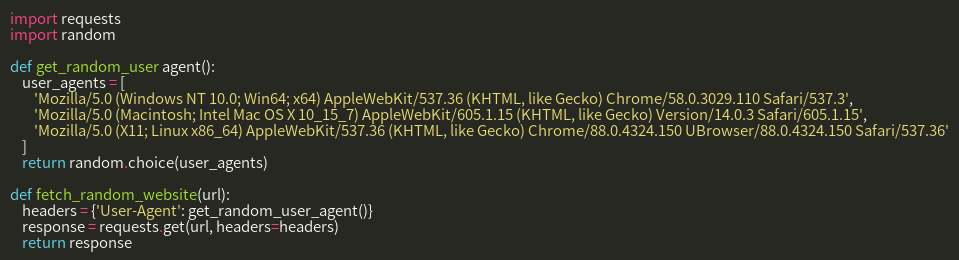 import requests
import random
def get_random_user agent():
user_agents = [
'Mozilla/5.0 (Windows NT 10.0; Win64; x64) AppleWebKit/537.36 (KHTML, like Gecko) Chrome/58.0.3029.110 Safari/537.3',
'Mozilla/5.0 (Macintosh; Intel Mac OS X 10_15_7) AppleWebKit/605.1.15 (KHTML, like Gecko) Version/14.0.3 Safari/605.1.15',
'Mozilla/5.0 (X11; Linux x86_64) AppleWebKit/537.36 (KHTML, like Gecko) Chrome/88.0.4324.150 UBrowser/88.0.4324.150 Safari/537.36'
]
return random.choice(user_agents)
def fetch_random_website(url):
headers = {'User-Agent': get_random_user_agent()}
response = requests.get(url, headers=headers)
return response